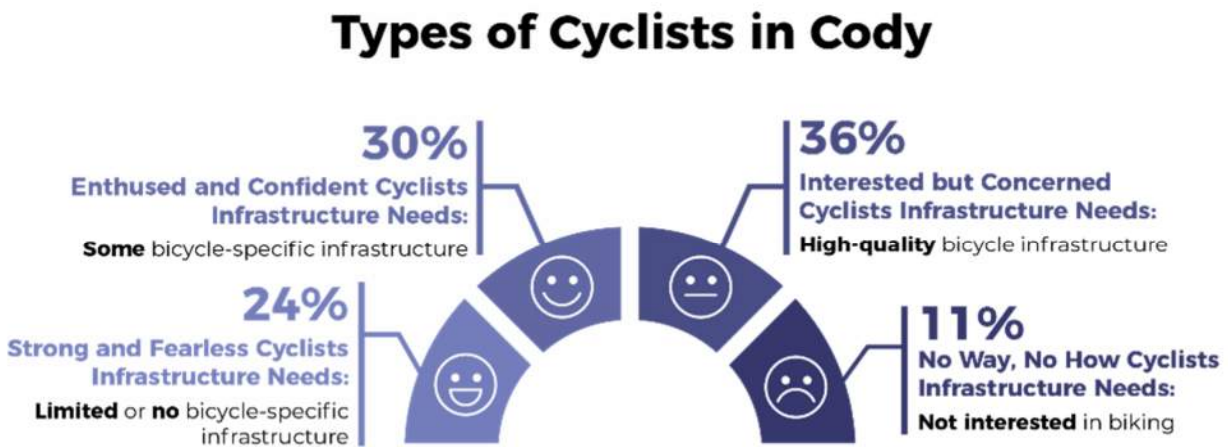 Types of Cyclists in Cody
30%
Enthused and Confident Cyclists
Infrastructure Needs:
Some bicycle-specific infrastructure
36%
Interested but Concerned
Cyclists Infrastructure Needs:
High-quality bicycle infrastructure
24%
Strong and Fearless Cyclists
Infrastructure Needs:
Limited or no bicycle-specific
infrastructure
11%
No Way, No How Cyclists
Infrastructure Needs:
Not interested in biking